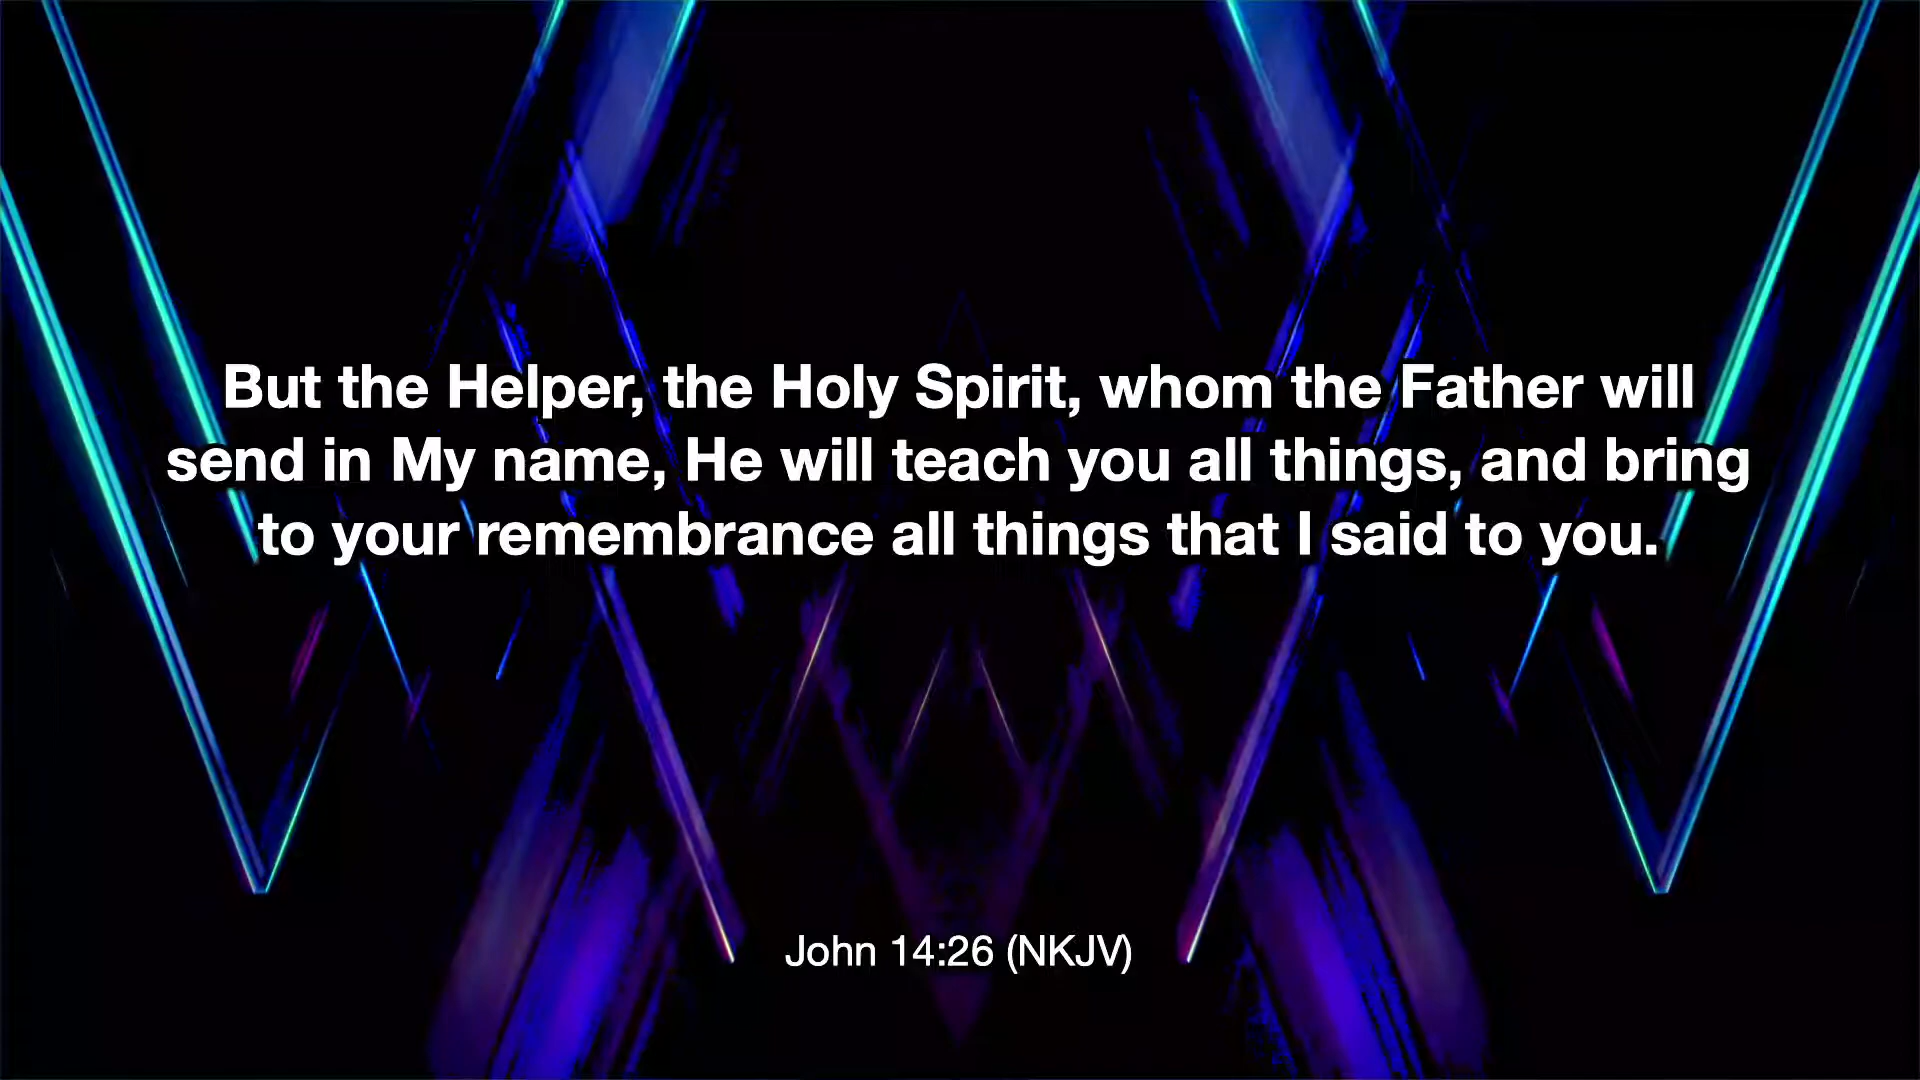 But the Helper, the Holy Spirit, whom the Father will
send in My name, He will teach you all things, and bring
to your remembrance all things that I said to you.
John 14:26 (NKJV)